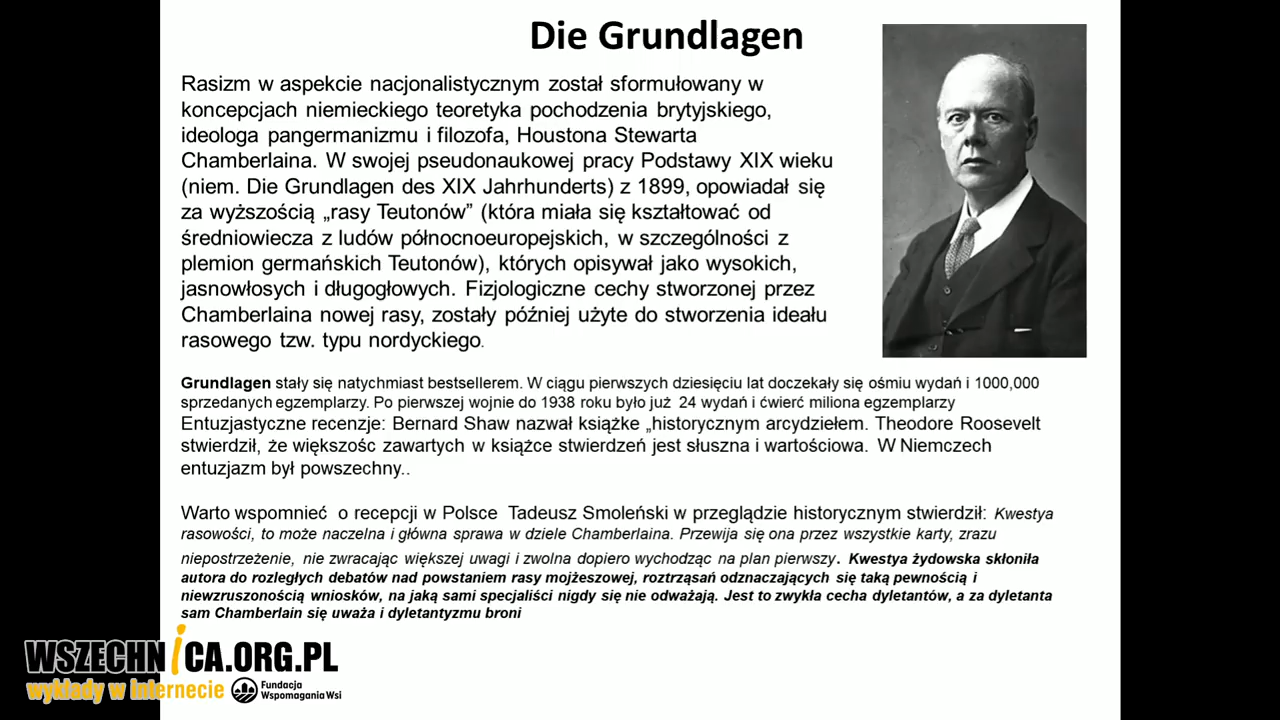 Die Grundlagen
Rasizm w aspekcie nacjonalistycznym został sformułowany w
koncepcjach niemieckiego teoretyka pochodzenia brytyjskiego,
ideologa pangermanizmu i filozofa, Houstona Stewarta
Chamberlaina. W swojej pseudonaukowej pracy Podstawy XIX wieku
(niem. Die Grundlagen des XIX Jahrhunderts) z 1899, opowiadał się
za wyższością „rasy Teutonów” (która miała się kształtować od
średniowiecza z ludów północnoeuropejskich, w szczególności z
plemion germańskich Teutonów), których opisywał jako wysokich,
jasnowłosych i długogłowych. Fizjologiczne cechy stworzonej przez
Chamberlaina nowej rasy, zostały później użyte do stworzenia ideału
rasowego tzw. typu nordyckiego.
Grundlagen stały się natychmiast bestsellerem. W ciągu pierwszych dziesięciu lat doczekały się ośmiu wydań i 1000,000
sprzedanych egzemplarzy. Po pierwszej wojnie do 1938 roku było już 24 wydań i ćwierć miliona egzemplarzy
Entuzjastyczne recenzje: Bernard Shaw nazwał książke „historycznym arcydziełem. Theodore Roosevelt
stwierdził, że większośc zawartych w książce stwierdzeń jest słuszna i wartościowa. W Niemczech
entuzjazm był powszechny..
Warto wspomnieć o recepcji w Polsce Tadeusz Smoleński w przeglądzie historycznym stwierdził: Kwestya
rasowości, to może naczelna i główna sprawa w dziele Chamberlaina. Przewija się ona przez wszystkie karty, zrazu
niepostrzeżenie, nie zwracając większej uwagi i zwolna dopiero wychodząc na plan pierwszy. Kwestya żydowska skłoniła
autora do rozległych debatów nad powstaniem rasy mojżeszowej, roztrząsań odznaczających się taką pewnością i
niewzruszonością wniosków, na jaką sami specjaliści nigdy się nie odważają. Jest to zwykła cecha dyletantów, a za dyletanta
sam Chamberlain się uważa i dyletantyzmu broni
WSZECHNiCA.ORG.PL
wykłady w internecie
Fundacja
Wspomagania Wsi